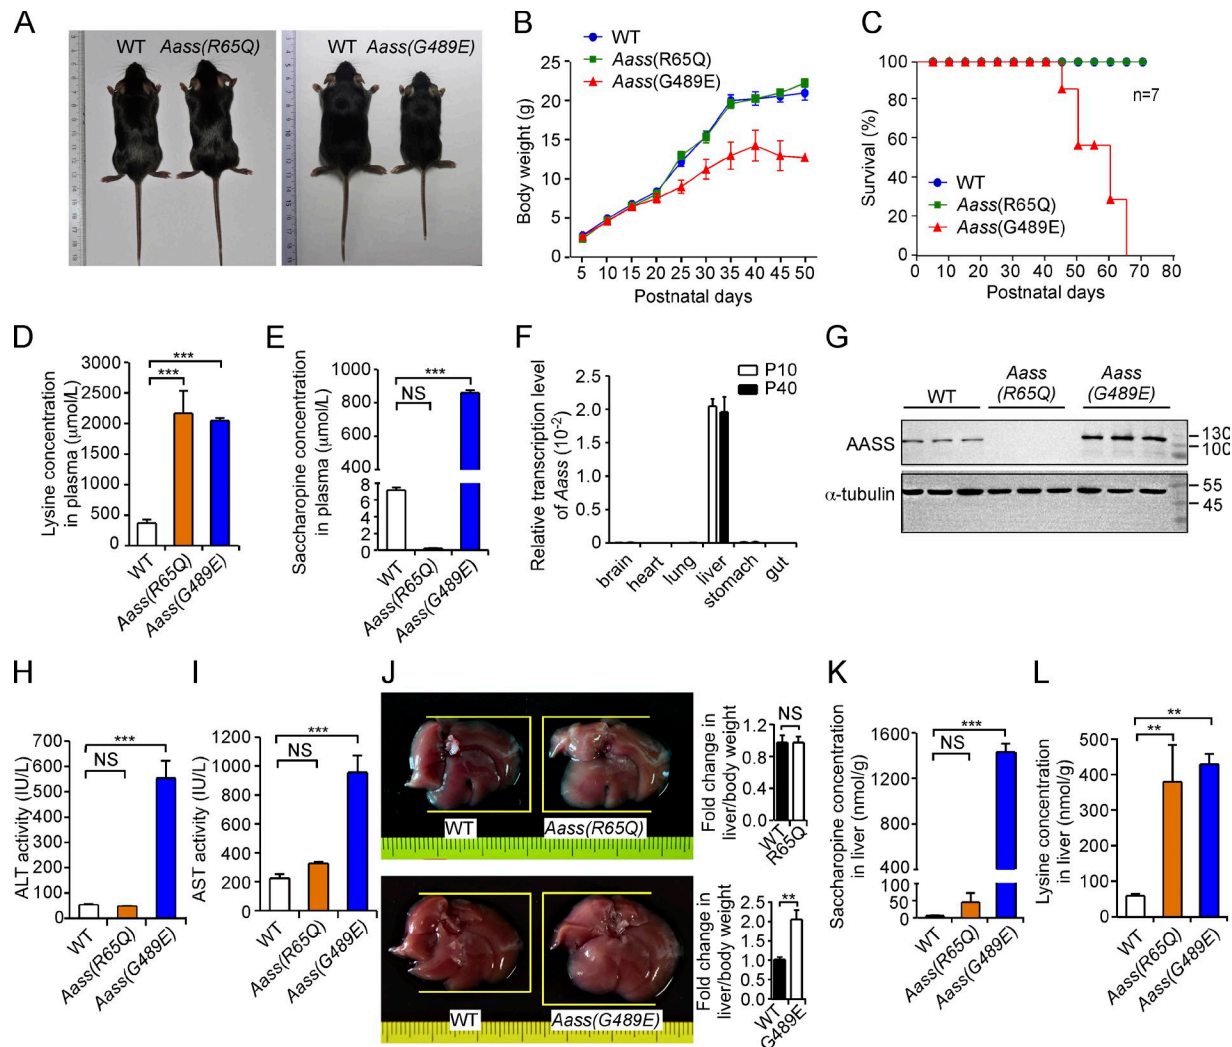 A
WT Aass(R65Q)
WT Aass(G489E)
B
WT
Aass(R65Q)
Aass(G489E)
Body weight (g)
25
20
15
10
5
0
5 10 15 20 25 30 35 40 45 50
Postnatal days
C
Survival (%)
100
80
60
40
20
0
n=7
WT
Aass(R65Q)
Aass(G489E)
0 10 20 30 40 50 60 70 80
Postnatal days
D
Lysine concentration
in plasma (μmol/L)
3000
2500
2000
1500
1000
500
0
***
***
WT
Aass(R65Q)
Aass(G489E)
E
Saccharopine concentration
in plasma (μmol/L)
1000
800
600
400
8
6
4
2
0
***
NS
WT
Aass(R65Q)
Aass(G489E)
F
Relative transcription level
of Aass (10-2)
2.5
2.0
1.5
1.0
0.5
0
P10
P40
brain
heart
lung
liver
stomach
gut
G
WT
Aass
(R65Q)
Aass
(G489E)
AASS
130
100
α-tubulin
55
45
H
ALT activity (IU/L)
700
600
500
400
300
200
100
0
***
NS
WT
Aass(R65Q)
Aass(G489E)
I
AST activity (IU/L)
1200
1000
800
600
400
200
0
***
NS
WT
Aass(R65Q)
Aass(G489E)
J
WT
Aass(R65Q)
Fold change in
liver/body weight
1.2
0.9
0.6
0.3
0.0
NS
WT
R65Q
WT
Aass(G489E)
Fold change in
liver/body weight
2.5
2.0
1.5
1.0
0.5
0.0
**
WT
G489E
K
Saccharopine concentration
in liver (nmol/g)
1600
1300
1000
700
400
100
50
0
***
NS
WT
Aass(R65Q)
Aass(G489E)
L
Lysine concentration
in liver (nmol/g)
500
400
300
200
100
0
**
**
WT
Aass(R65Q)
Aass(G489E)